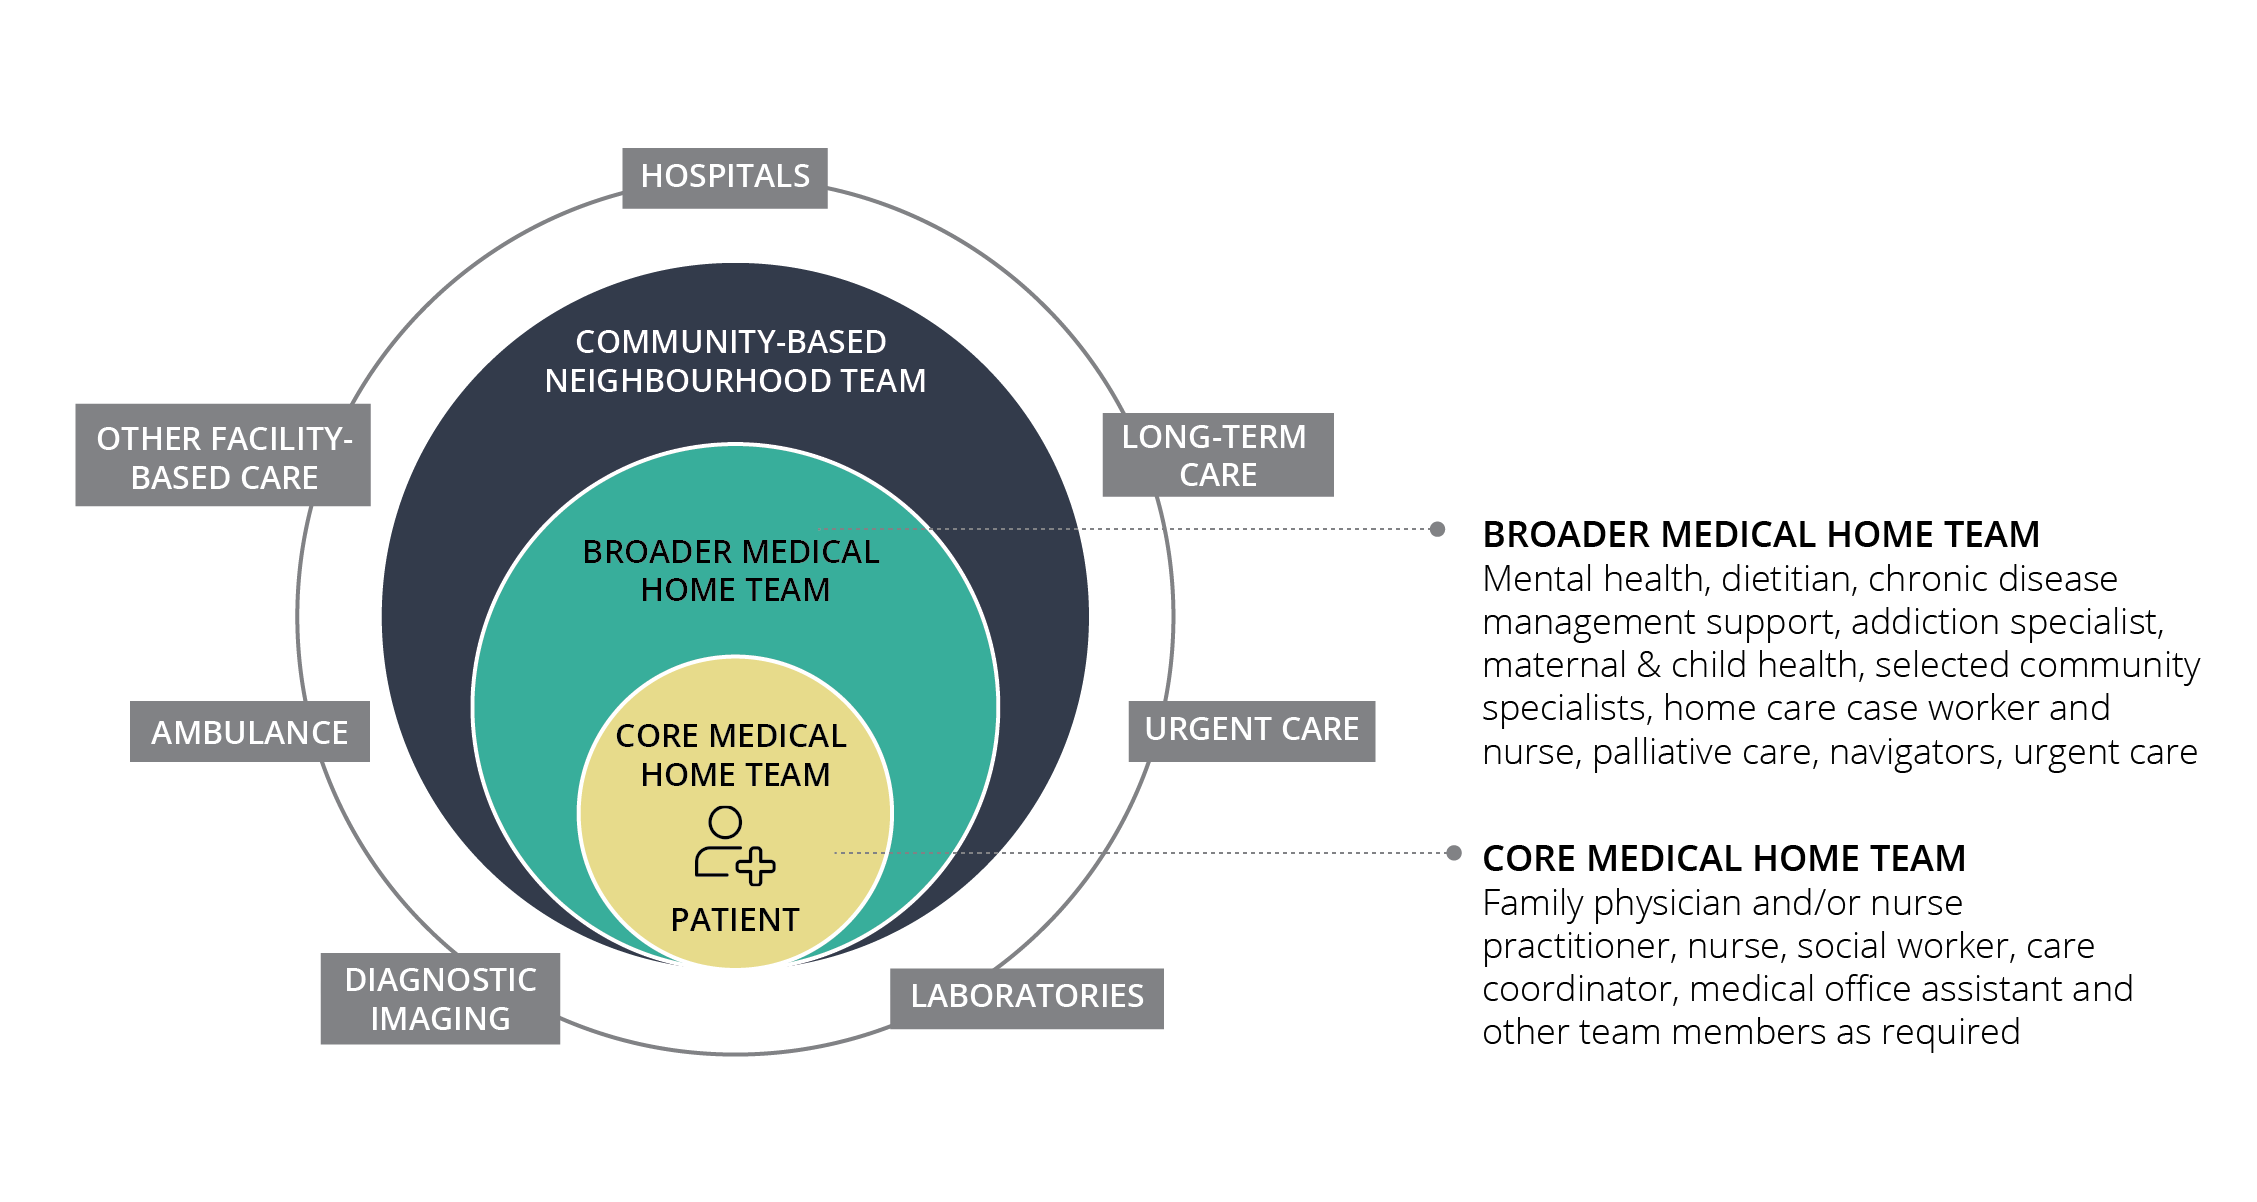 HOSPITALS
COMMUNITY-BASED
NEIGHBOURHOOD TEAM
OTHER FACILITY-
BASED CARE
LONG-TERM
CARE
BROADER MEDICAL
HOME TEAM
AMBULANCE
URGENT CARE
CORE MEDICAL
HOME TEAM
PATIENT
DIAGNOSTIC
IMAGING
LABORATORIES
BROADER MEDICAL HOME TEAM
Mental health, dietitian, chronic disease
management support, addiction specialist,
maternal & child health, selected community
specialists, home care case worker and
nurse, palliative care, navigators, urgent care
CORE MEDICAL HOME TEAM
Family physician and/or nurse
practitioner, nurse, social worker, care
coordinator, medical office assistant and
other team members as required